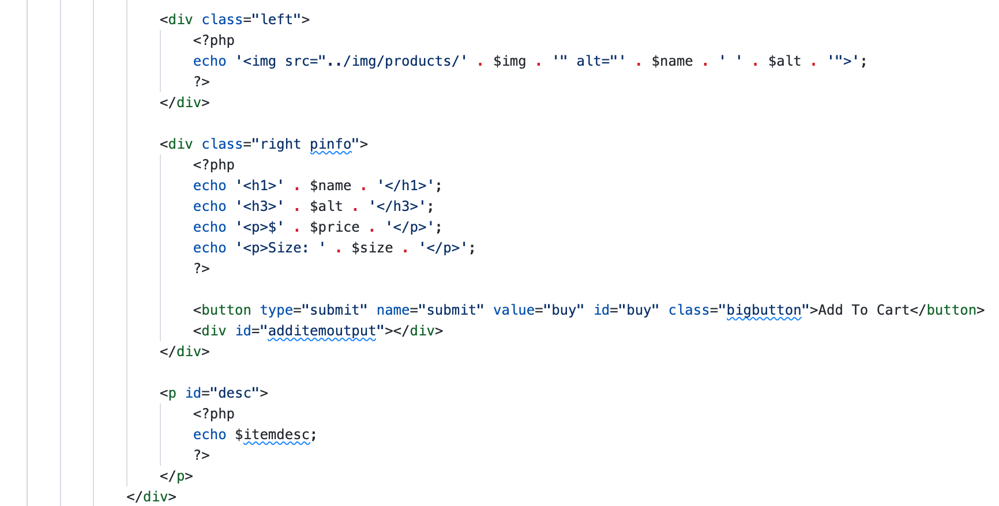 <div class="left">
<?php
echo '<img src="../img/products/' . $img . '" alt="' . $name . ' ' . $alt . '">';
?>
</div>
<div class="right pinfo">
<?php
echo '<h1>' . $name . '</h1>';
echo '<h3>' . $alt . '</h3>';
echo '<p>$' . $price . '</p>';
echo '<p>Size: ' . $size . '</p>';
?>
<button type="submit" name="submit" value="buy" id="buy" class="bigbutton">Add To Cart</button>
<div id="additemoutput"></div>
</div>
<p id="desc">
<?php
echo $itemdesc;
?>
</p>
</div>